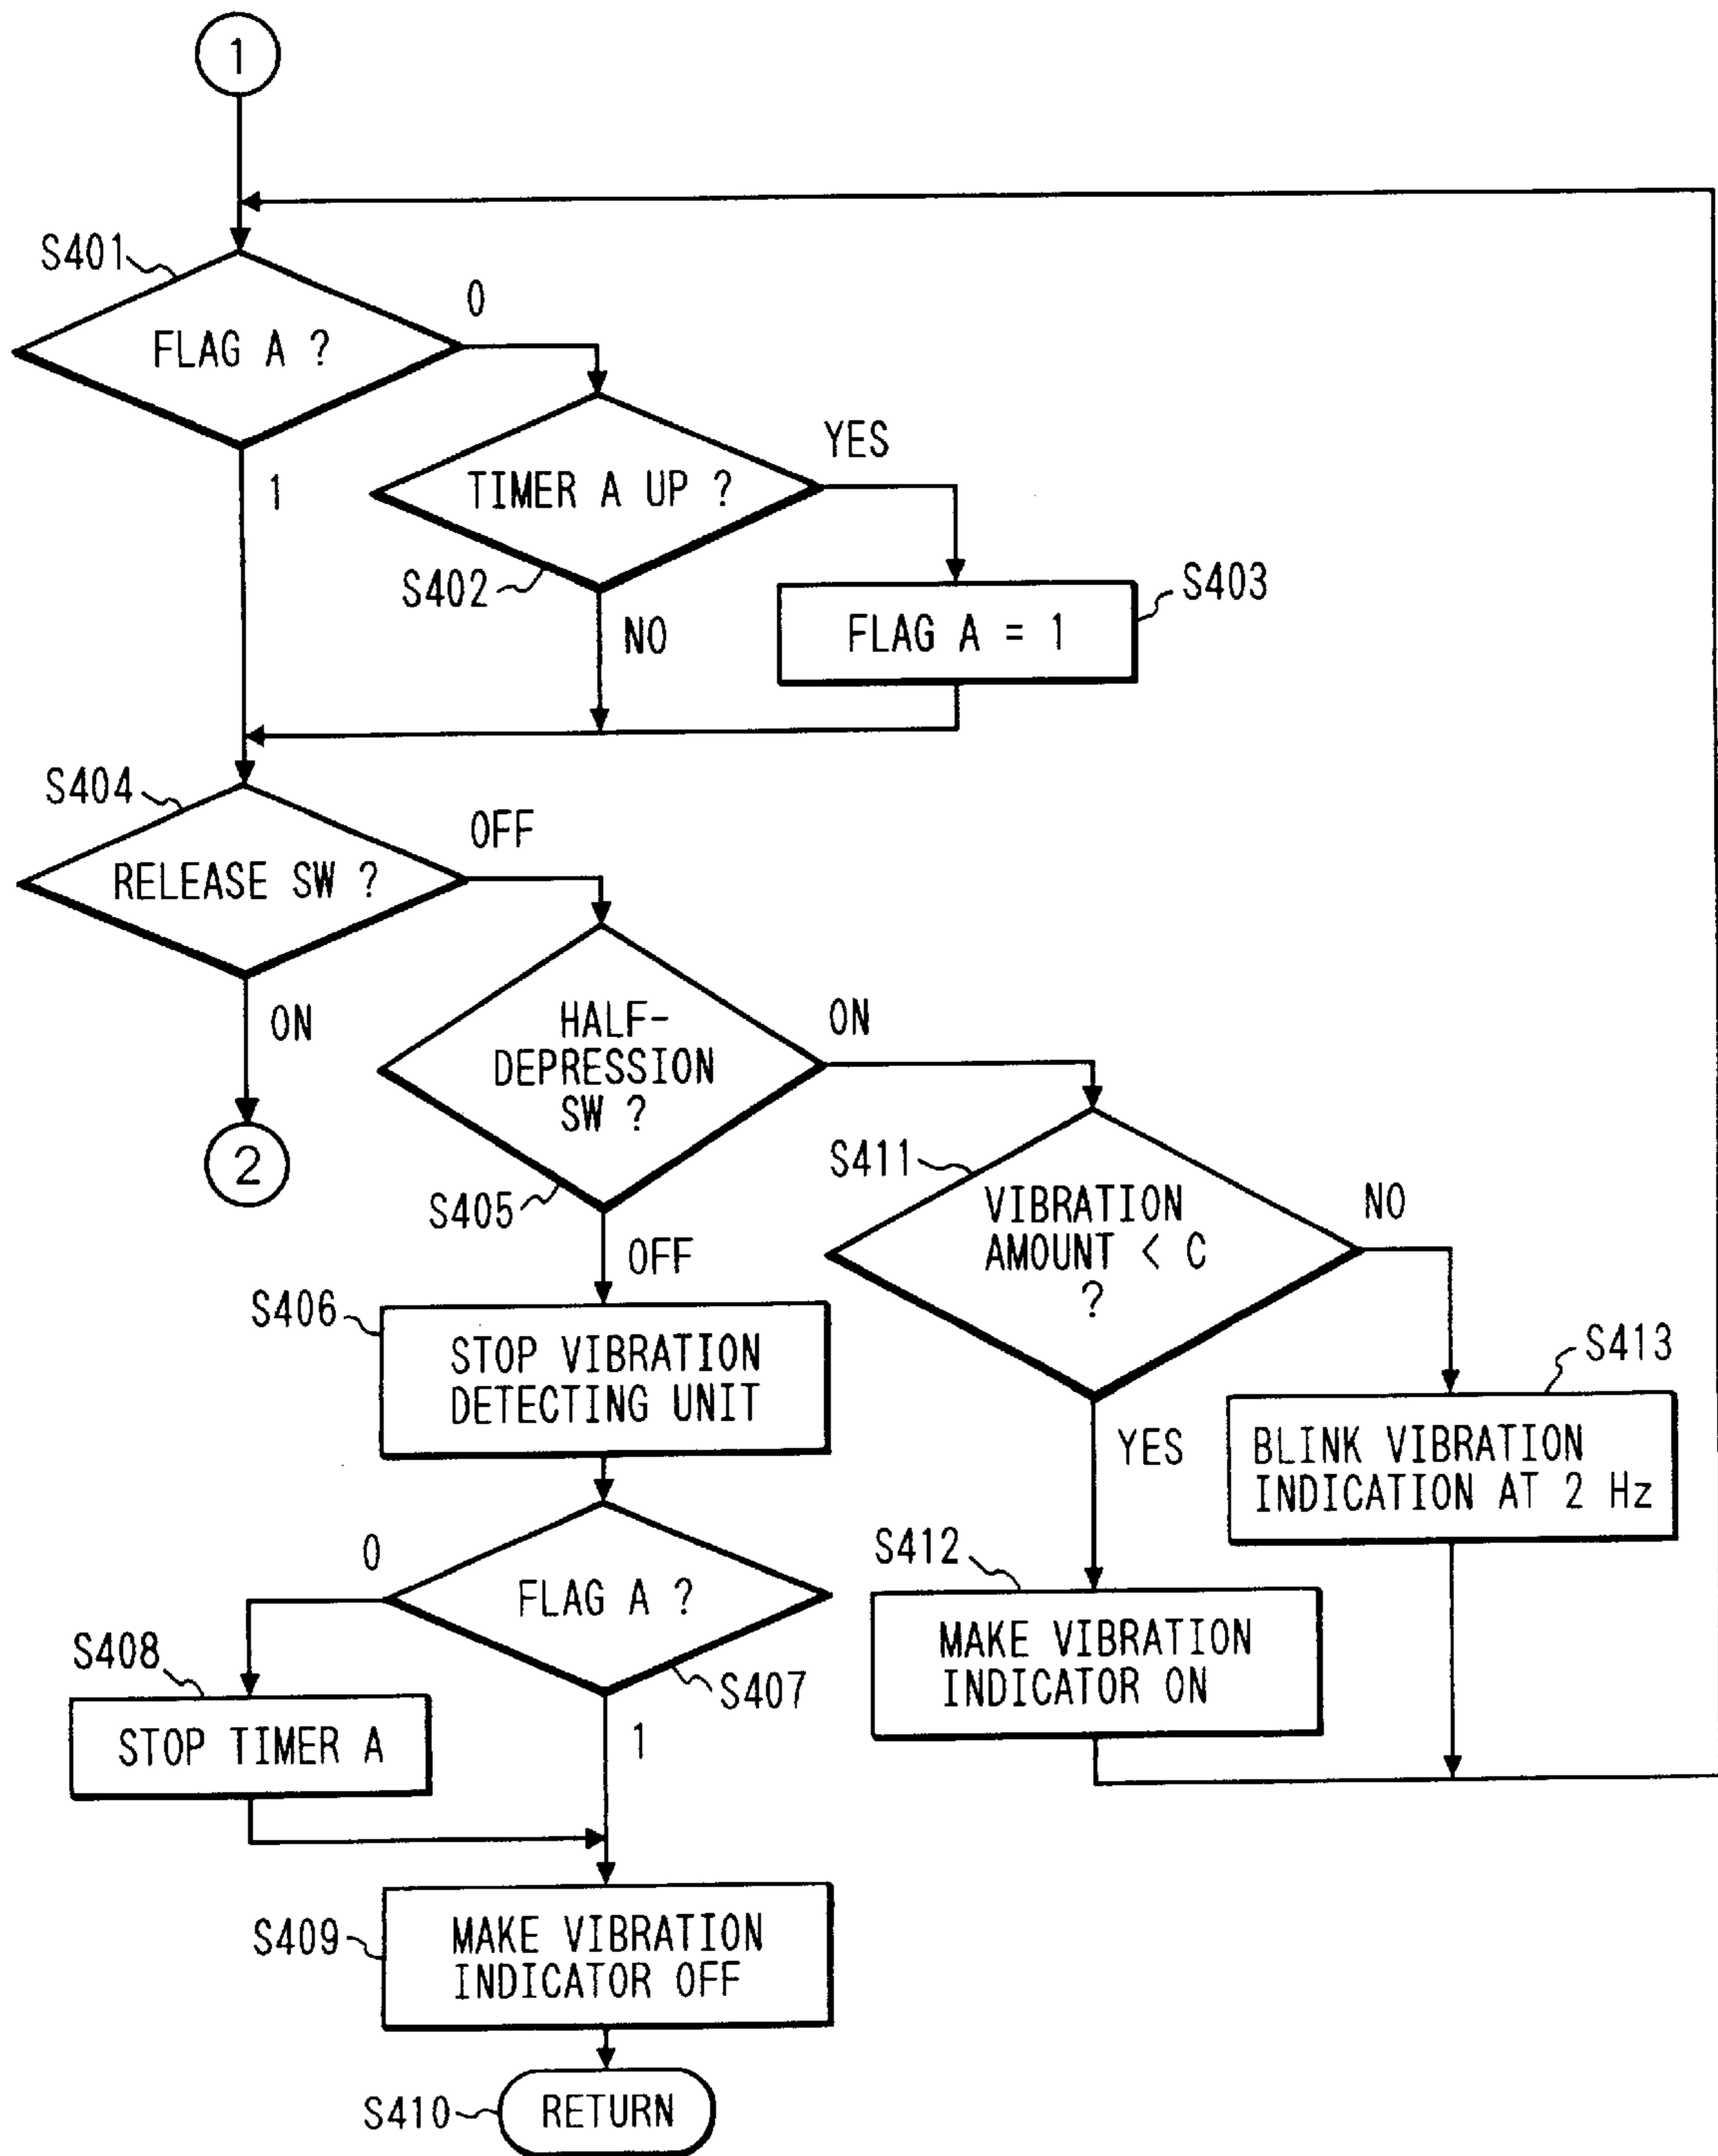 1
S401
0
FLAG A ?
YES
1
TIMER A UP ?
S402
S403
NO
FLAG A = 1
S404
OFF
RELEASE SW ?
ON
HALF-
DEPRESSION
SW ?
ON
2
S405
S411
VIBRATION
AMOUNT < C
?
NO
OFF
S406
STOP VIBRATION
DETECTING UNIT
S413
YES
BLINK VIBRATION
INDICATION AT 2 Hz
0
S412
FLAG A ?
MAKE VIBRATION
INDICATOR ON
S408
S407
STOP TIMER A
1
S409
MAKE VIBRATION
INDICATOR OFF
S410
RETURN